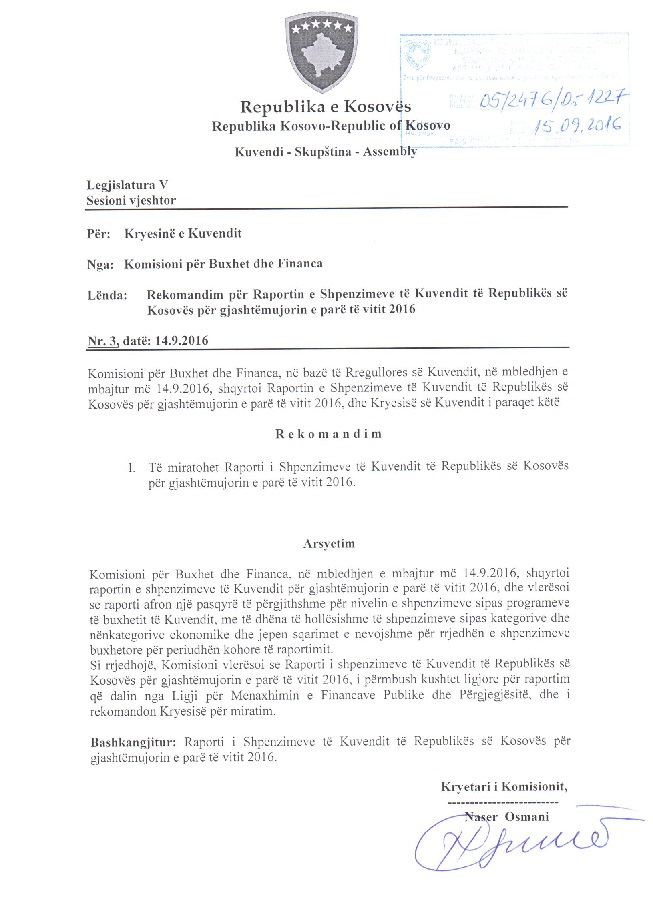 05/2476/Do-1227
15.09.2016
Republika e Kosovës
Republika Kosovo-Republic of Kosovo
Kuvendi - Skupština - Assembly
Legjislatura V
Sesioni vjeshtor
Për: Kryesinë e Kuvendit
Nga: Komisioni për Buxhet dhe Financa
Lënda: Rekomandim për Raportin e Shpenzimeve të Kuvendit të Republikës së
Kosovës për gjashtëmujorin e parë të vitit 2016
Nr. 3, datë: 14.9.2016
Komisioni për Buxhet dhe Financa, në bazë të Rregullores së Kuvendit, në mbledhjen e
mbajtur më 14.9.2016, shqyrtoi Raportin e Shpenzimeve të Kuvendit të Republikës së
Kosovës për gjashtëmujorin e parë të vitit 2016, dhe Kryesisë së Kuvendit i paraqet këtë
R e k o m a n d i m
I. Të miratohet Raporti i Shpenzimeve të Kuvendit të Republikës së Kosovës
për gjashtëmujorin e parë të vitit 2016.
Arsyetim
Komisioni për Buxhet dhe Financa, në mbledhjen e mbajtur më 14.9.2016, shqyrtoi
raportin e shpenzimeve të Kuvendit për gjashtëmujorin e parë të vitit 2016, dhe vlerësoi
se raporti afron një pasqyrë të përgjithshme për nivelin e shpenzimeve sipas programeve
të buxhetit të Kuvendit, me të dhëna të hollësishme të shpenzimeve sipas kategorive dhe
nënkategorive ekonomike dhe jepen sqarimet e nevojshme për rrjedhën e shpenzimeve
buxhetore për periudhën kohore të raportimit.
Si rrjedhojë, Komisioni vlerësoi se Raporti i shpenzimeve të Kuvendit të Republikës së
Kosovës për gjashtëmujorin e parë të vitit 2016, i përmbush kushtet ligjore për raportim
që dalin nga Ligji për Menaxhimin e Financave Publike dhe Përgjegjësitë, dhe i
rekomandon Kryesisë për miratim.
Bashkangjitur: Raporti i Shpenzimeve të Kuvendit të Republikës së Kosovës për
gjashtëmujorin e parë të vitit 2016.
Kryetari i Komisionit,
-------------------------
Naser Osmani